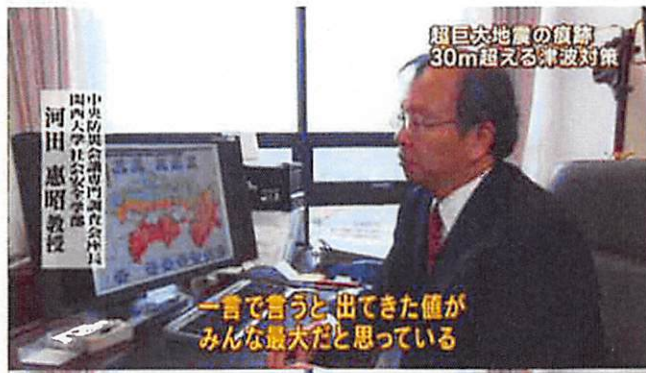 超巨大地震の痕跡
30m超える津波対策
中央防災会議専門調査会座長
関西大学 社会安全学部
河田 惠昭 教授
一言で言うと 出てきた値が
みんな最大だと思っている